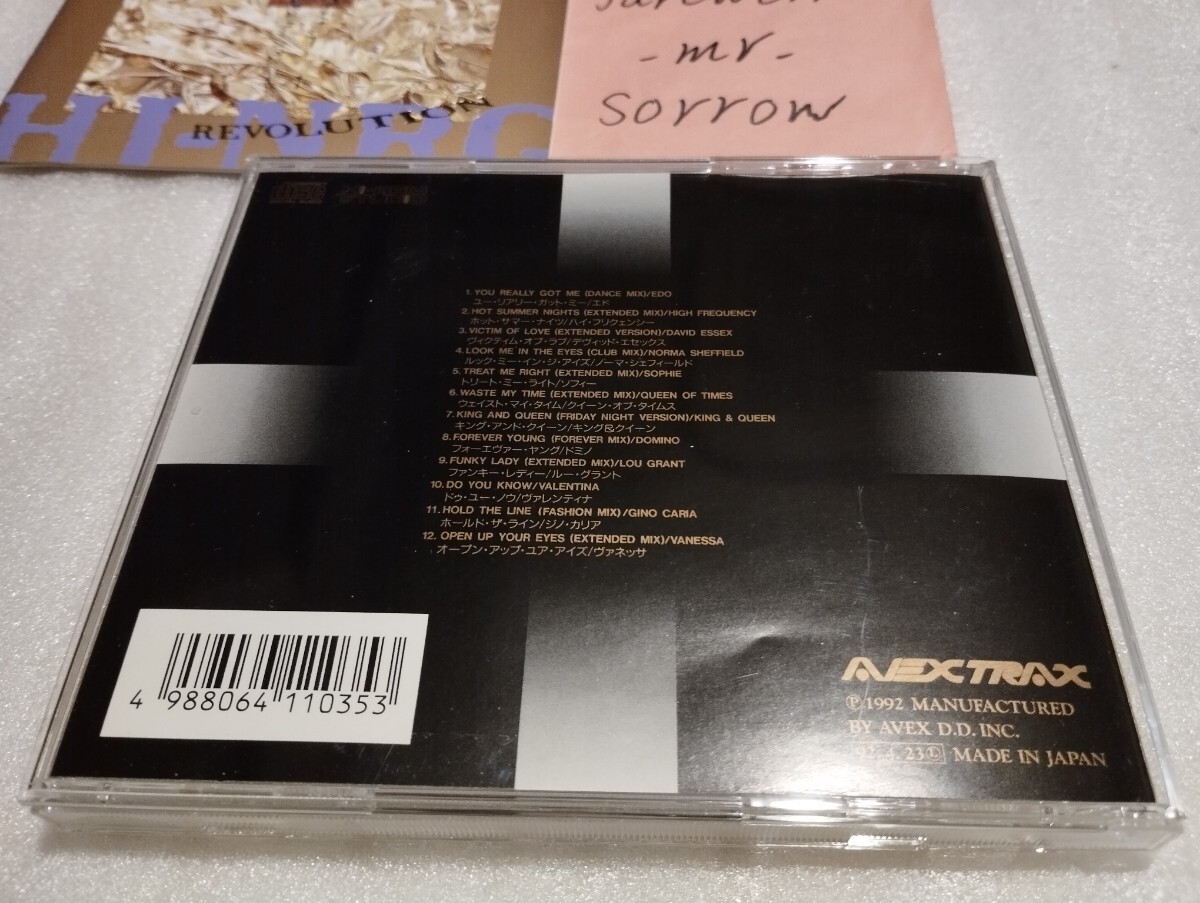 farewell
- mr -
sorrow
HI-NRG
REVOLUTION
1. YOU REALLY GOT ME (DANCE MIX)/EDO
ユー・リアリー・ガット・ミー/エド
2. HOT SUMMER NIGHTS (EXTENDED MIX)/HIGH FREQUENCY
ホット・サマー・ナイツ/ハイ・フリクェンシー
3. VICTIM OF LOVE (EXTENDED VERSION)/DAVID ESSEX
ヴィクティム・オブ・ラブ/デヴィッド・エセックス
4. LOOK ME IN THE EYES (CLUB MIX)/NORMA SHEFFIELD
ルック・ミー・イン・ジ・アイズ/ノーマ・シェフィールド
5. TREAT ME RIGHT (EXTENDED MIX)/SOPHIE
トリート・ミー・ライト/ソフィー
6. WASTE MY TIME (EXTENDED MIX)/QUEEN OF TIMES
ウェイスト・マイ・タイム/クイーン・オブ・タイムス
7. KING AND QUEEN (FRIDAY NIGHT VERSION)/KING & QUEEN
キング・アンド・クイーン/キング&クイーン
8. FOREVER YOUNG (FOREVER MIX)/DOMINO
フォーエヴァー・ヤング/ドミノ
9. FUNKY LADY (EXTENDED MIX)/LOU GRANT
ファンキー・レディー/ルー・グラント
10. DO YOU KNOW/VALENTINA
ドゥ・ユー・ノウ/ヴァレンティナ
11. HOLD THE LINE (FASHION MIX)/GINO CARIA
ホールド・ザ・ライン/ジノ・カリア
12. OPEN UP YOUR EYES (EXTENDED MIX)/VANESSA
オープン・アップ・ユア・アイズ/ヴァネッサ
4 988064 110353
AVEX TRAX
Ⓟ1992 MANUFACTURED
BY AVEX D.D. INC.
92.4.23Ⓛ MADE IN JAPAN